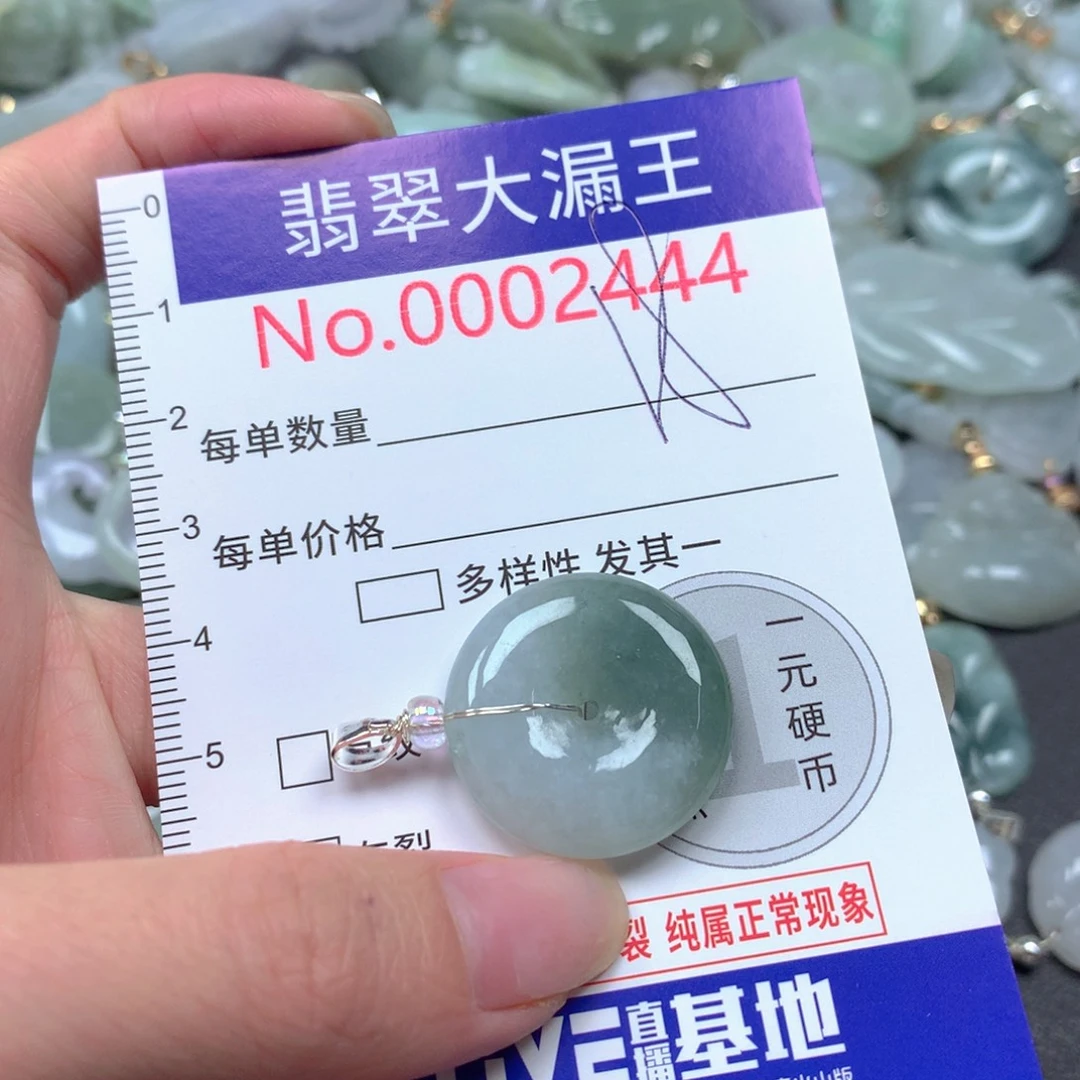 翡翠大漏王
No.0002444
0
1
每单数量
2
每单价格
3
多样性 发其一
4
一元硬币
5
裂 纯属正常现象
直播基地